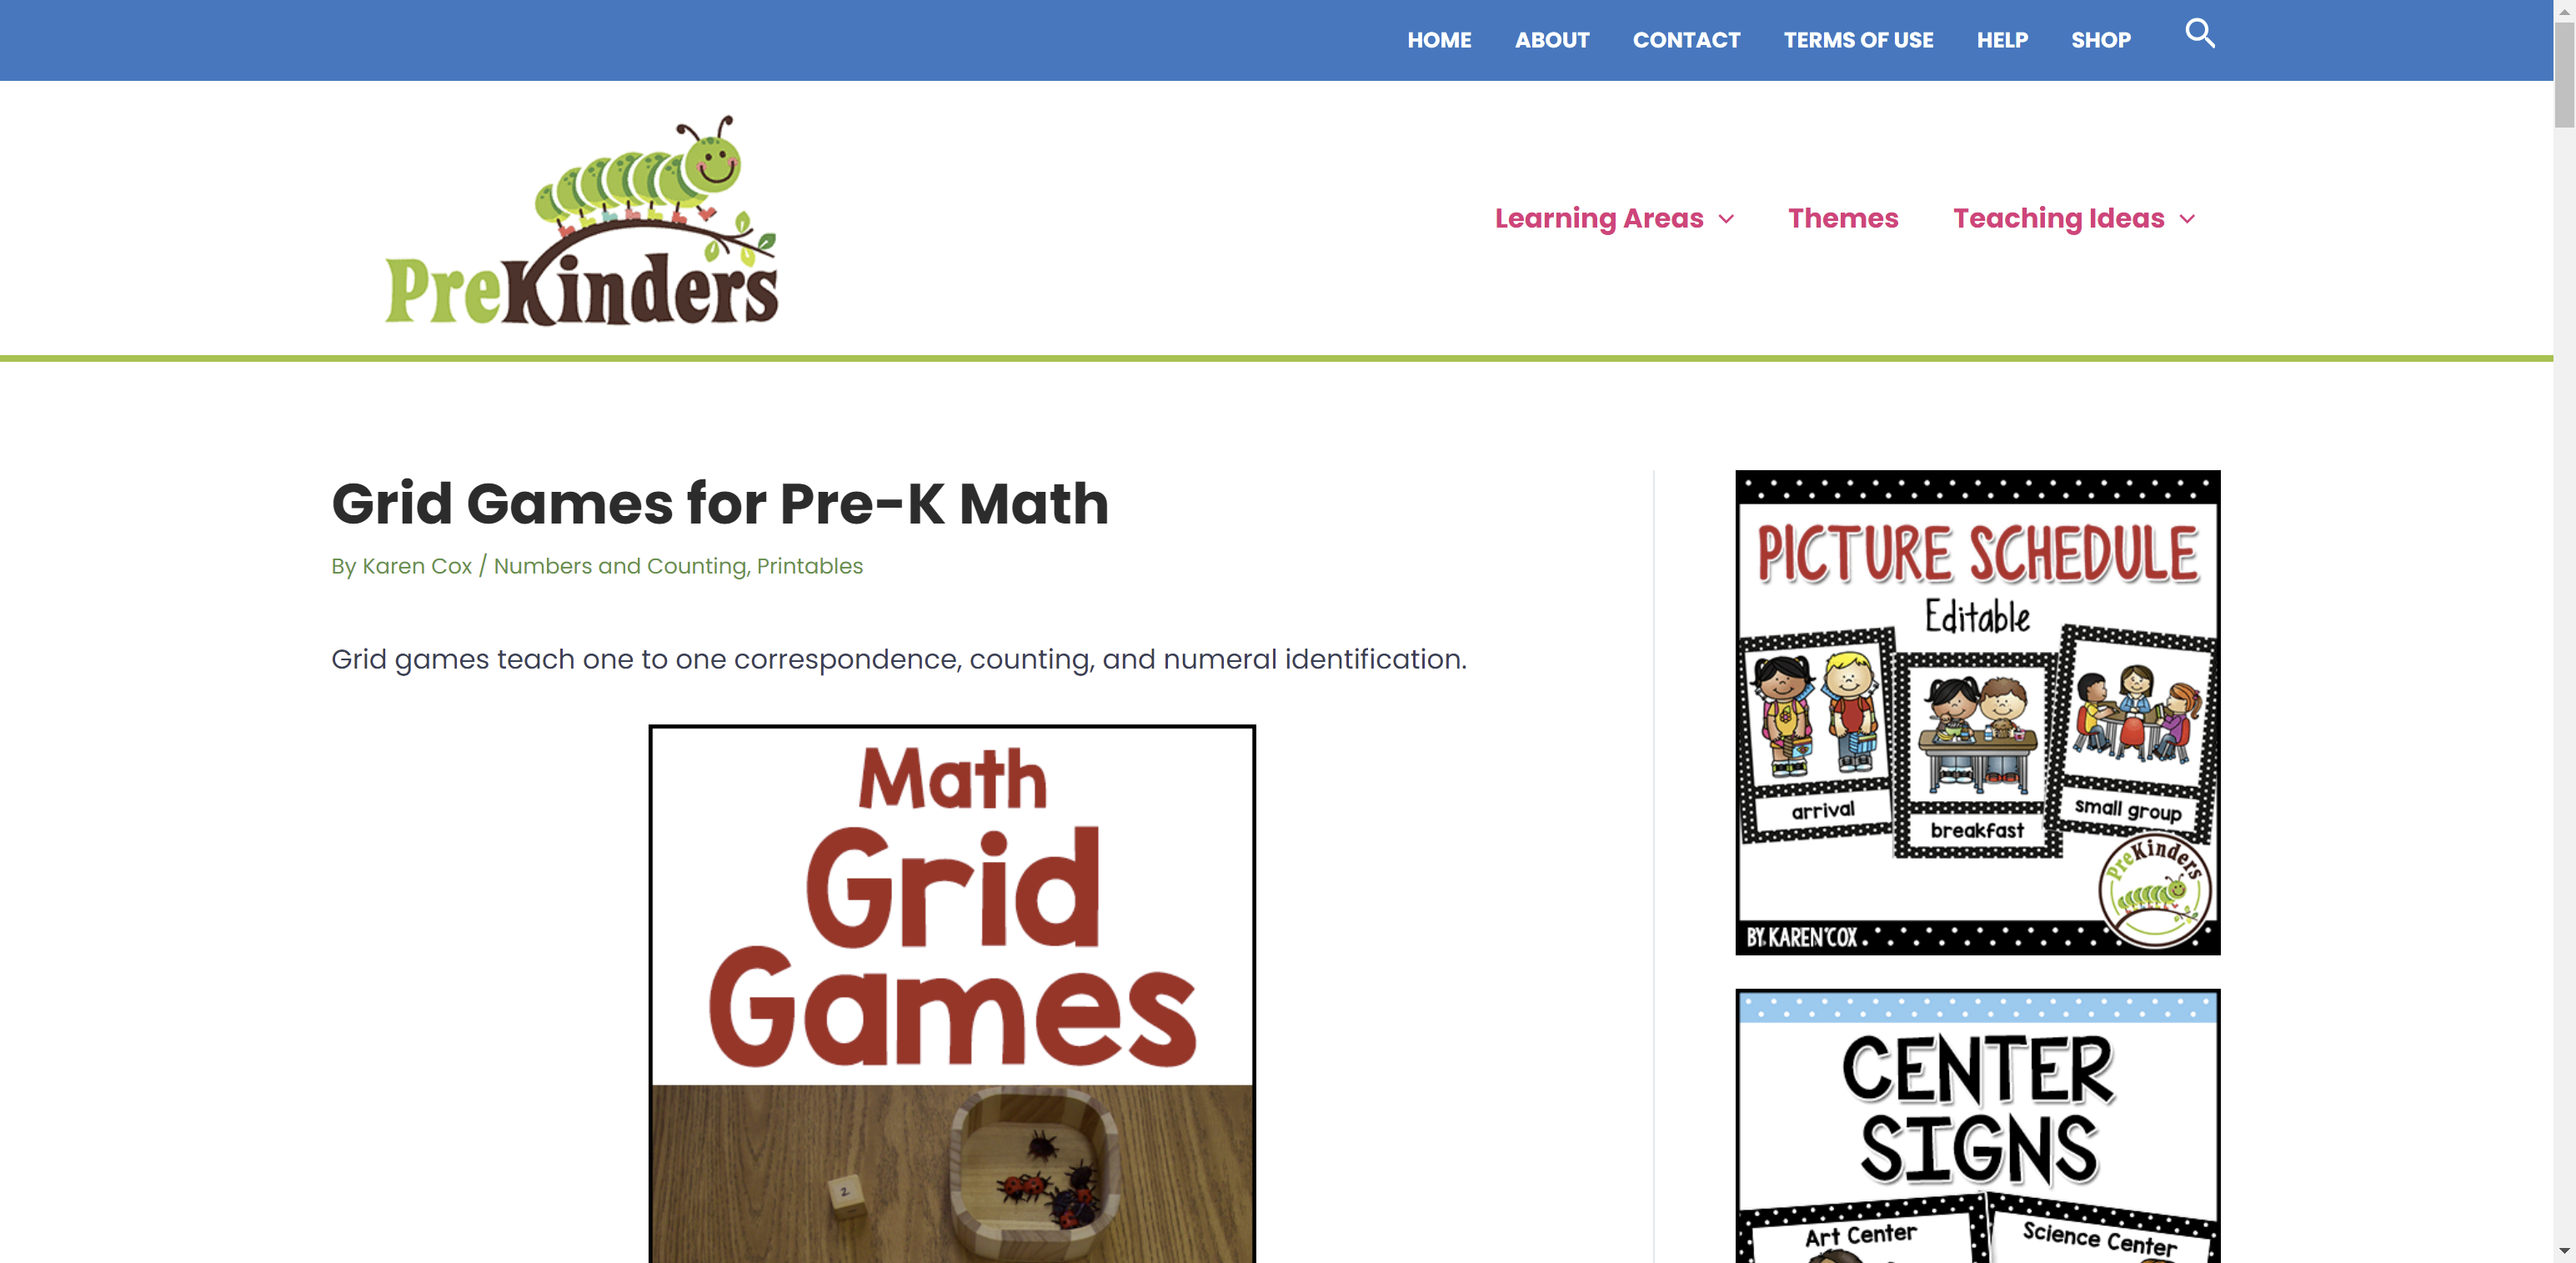 HOME ABOUT CONTACT TERMS OF USE HELP SHOP
PreKinders
Learning Areas Themes Teaching Ideas
Grid Games for Pre-K Math
By Karen Cox / Numbers and Counting, Printables
Grid games teach one to one correspondence, counting, and numeral identification.
Math
Grid
Games
2
PICTURE SCHEDULE
Editable
arrival
breakfast
small group
PreKinders
BY KAREN COX
CENTER
SIGNS
Art Center
Science Center